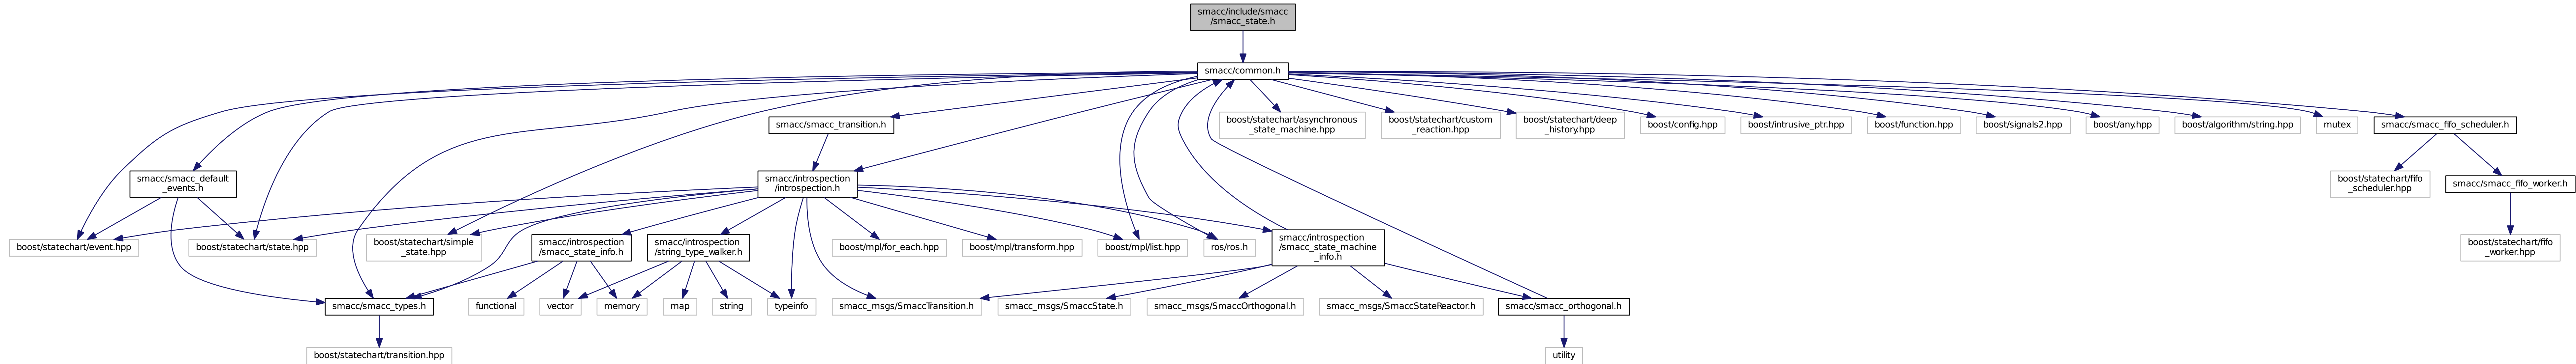 smacc/include/smacc
/smacc_state.h
smacc/common.h
smacc/smacc_transition.h
boost/statechart/asynchronous
_state_machine.hpp
boost/statechart/custom
_reaction.hpp
boost/statechart/deep
_history.hpp
boost/config.hpp
boost/intrusive_ptr.hpp
boost/function.hpp
boost/signals2.hpp
boost/any.hpp
boost/algorithm/string.hpp
mutex
smacc/smacc_fifo_scheduler.h
smacc/smacc_default
_events.h
smacc/introspection
/introspection.h
boost/statechart/fifo
_scheduler.hpp
smacc/smacc_fifo_worker.h
boost/statechart/event.hpp
boost/statechart/state.hpp
boost/statechart/simple
_state.hpp
smacc/introspection
/smacc_state_info.h
smacc/introspection
/string_type_walker.h
boost/mpl/for_each.hpp
boost/mpl/transform.hpp
boost/mpl/list.hpp
ros/ros.h
smacc/introspection
/smacc_state_machine
_info.h
boost/statechart/fifo
_worker.hpp
smacc/smacc_types.h
functional
vector
memory
map
string
typeinfo
smacc_msgs/SmaccTransition.h
smacc_msgs/SmaccState.h
smacc_msgs/SmaccOrthogonal.h
smacc_msgs/SmaccStateReactor.h
smacc/smacc_orthogonal.h
boost/statechart/transition.hpp
utility